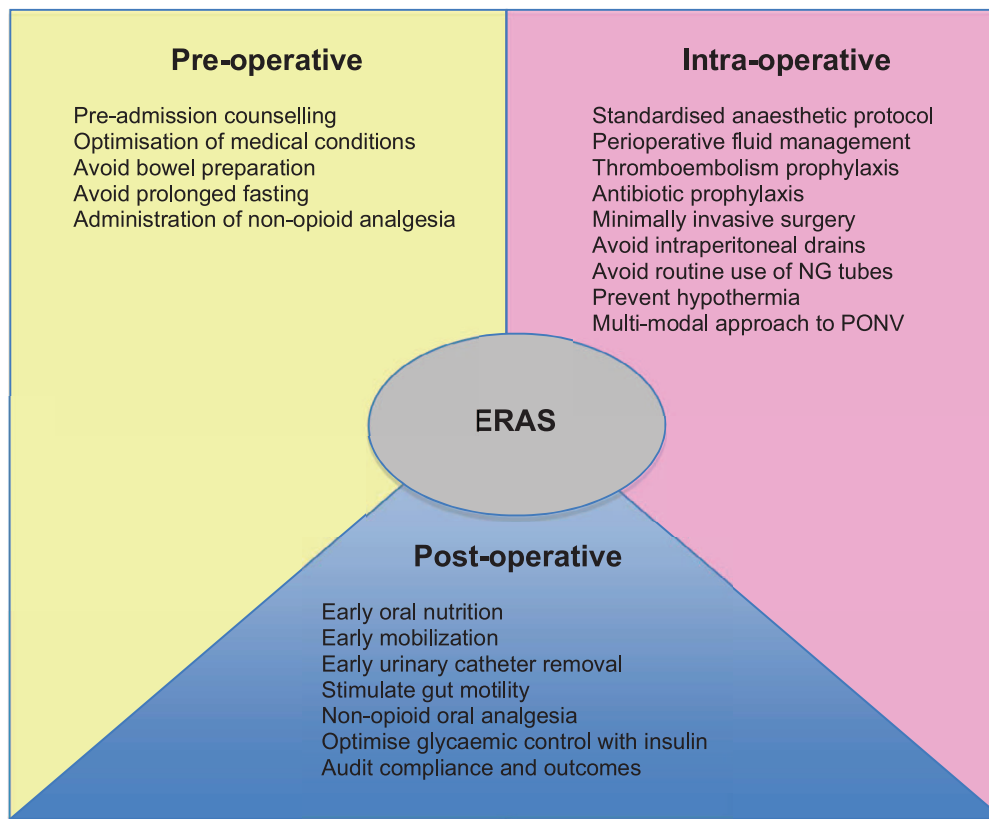 Pre-operative
Pre-admission counselling
Optimisation of medical conditions
Avoid bowel preparation
Avoid prolonged fasting
Administration of non-opioid analgesia
Intra-operative
Standardised anaesthetic protocol
Perioperative fluid management
Thromboembolism prophylaxis
Antibiotic prophylaxis
Minimally invasive surgery
Avoid intraperitoneal drains
Avoid routine use of NG tubes
Prevent hypothermia
Multi-modal approach to PONV
ERAS
Post-operative
Early oral nutrition
Early mobilization
Early urinary catheter removal
Stimulate gut motility
Non-opioid oral analgesia
Optimise glycaemic control with insulin
Audit compliance and outcomes